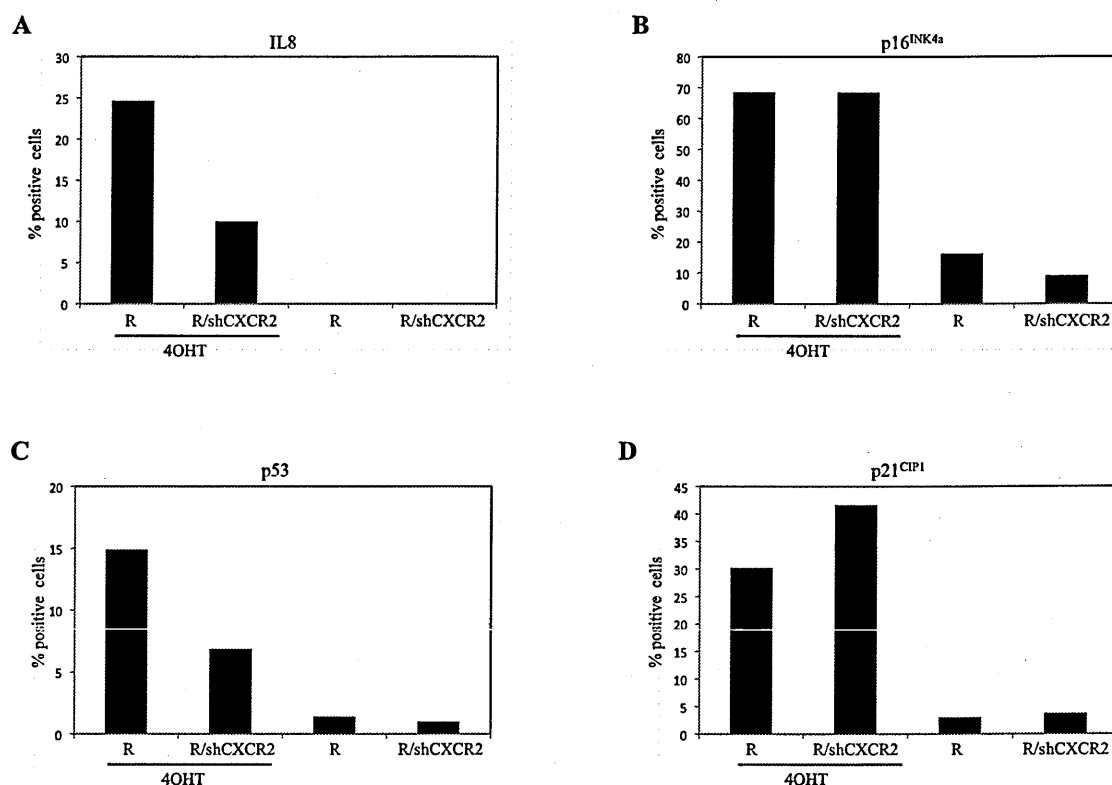 A
IL8
% positive cells
30
25
20
15
10
5
0
R R/shCXCR2 R R/shCXCR2
4OHT
B
p16INK4a
% positive cells
80
70
60
50
40
30
20
10
0
R R/shCXCR2 R R/shCXCR2
4OHT
C
p53
% positive cells
20
15
10
5
0
R R/shCXCR2 R R/shCXCR2
4OHT
D
p21CIP1
% positive cells
45
40
35
30
25
20
15
10
5
0
R R/shCXCR2 R R/shCXCR2
4OHT